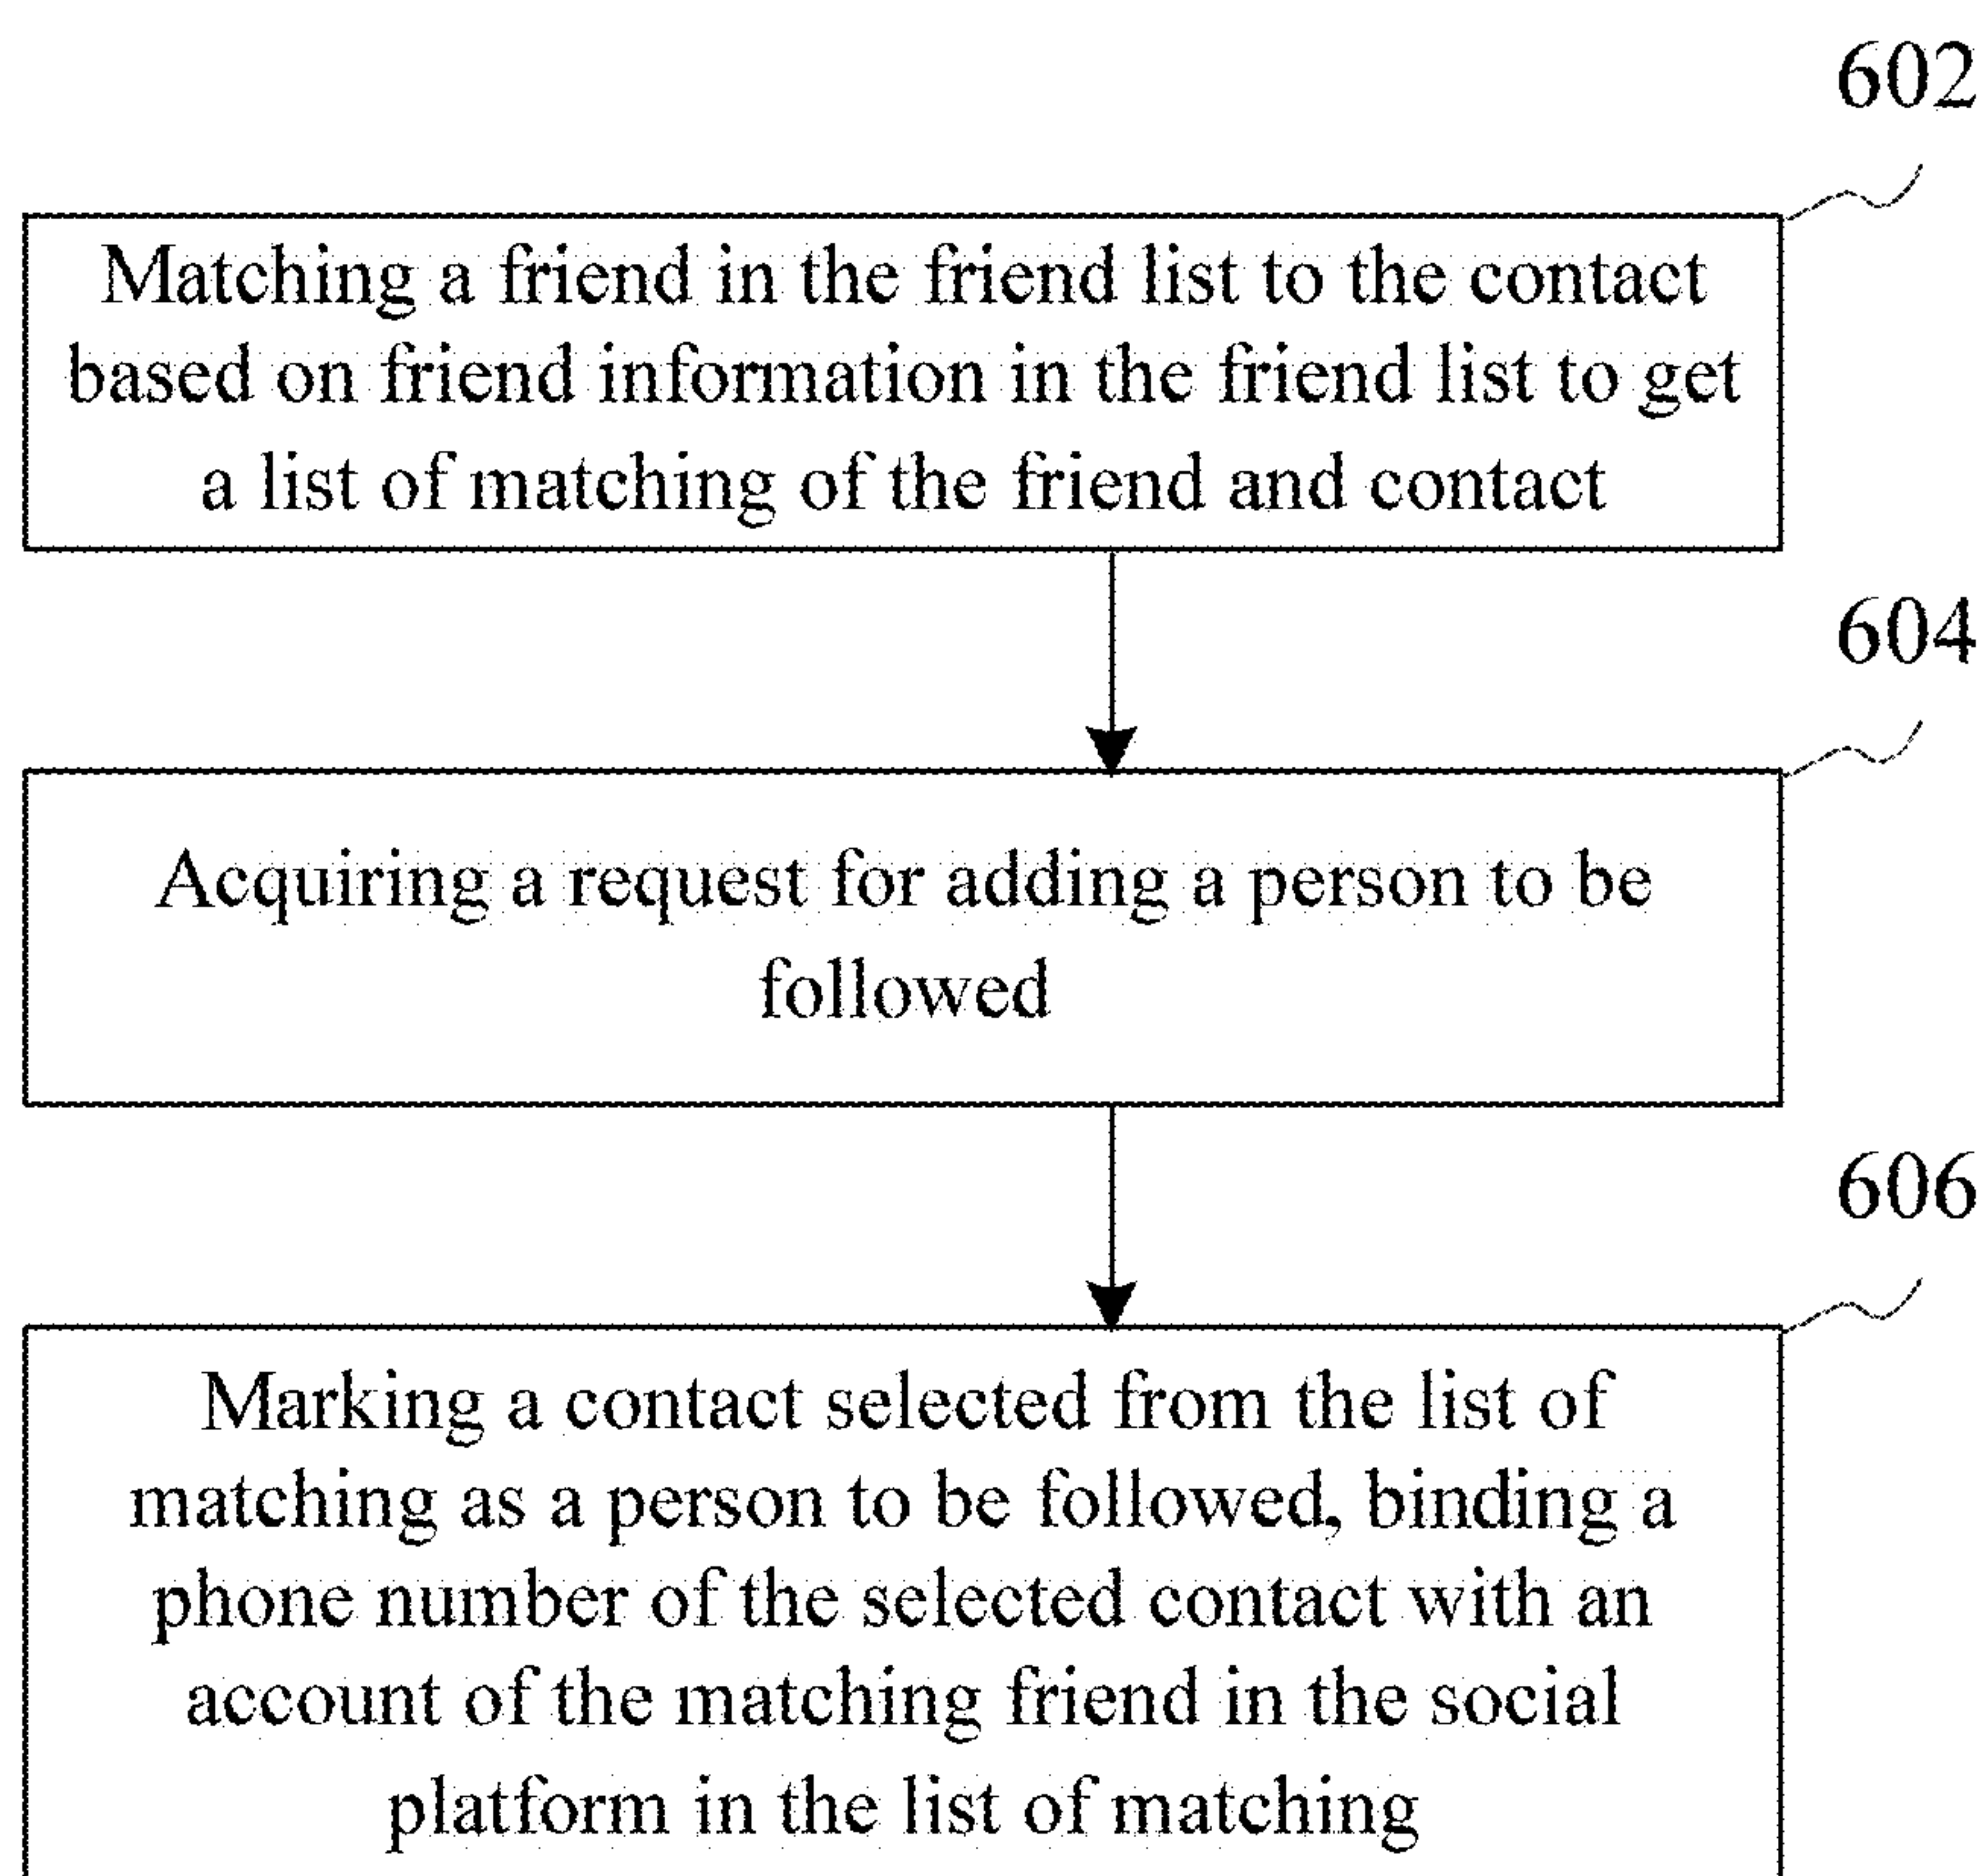 602
Matching a friend in the friend list to the contact
based on friend information in the friend list to get
a list of matching of the friend and contact
604
Acquiring a request for adding a person to be
followed
606
Marking a contact selected from the list of
matching as a person to be followed, binding a
phone number of the selected contact with an
account of the matching friend in the social
platform in the list of matching